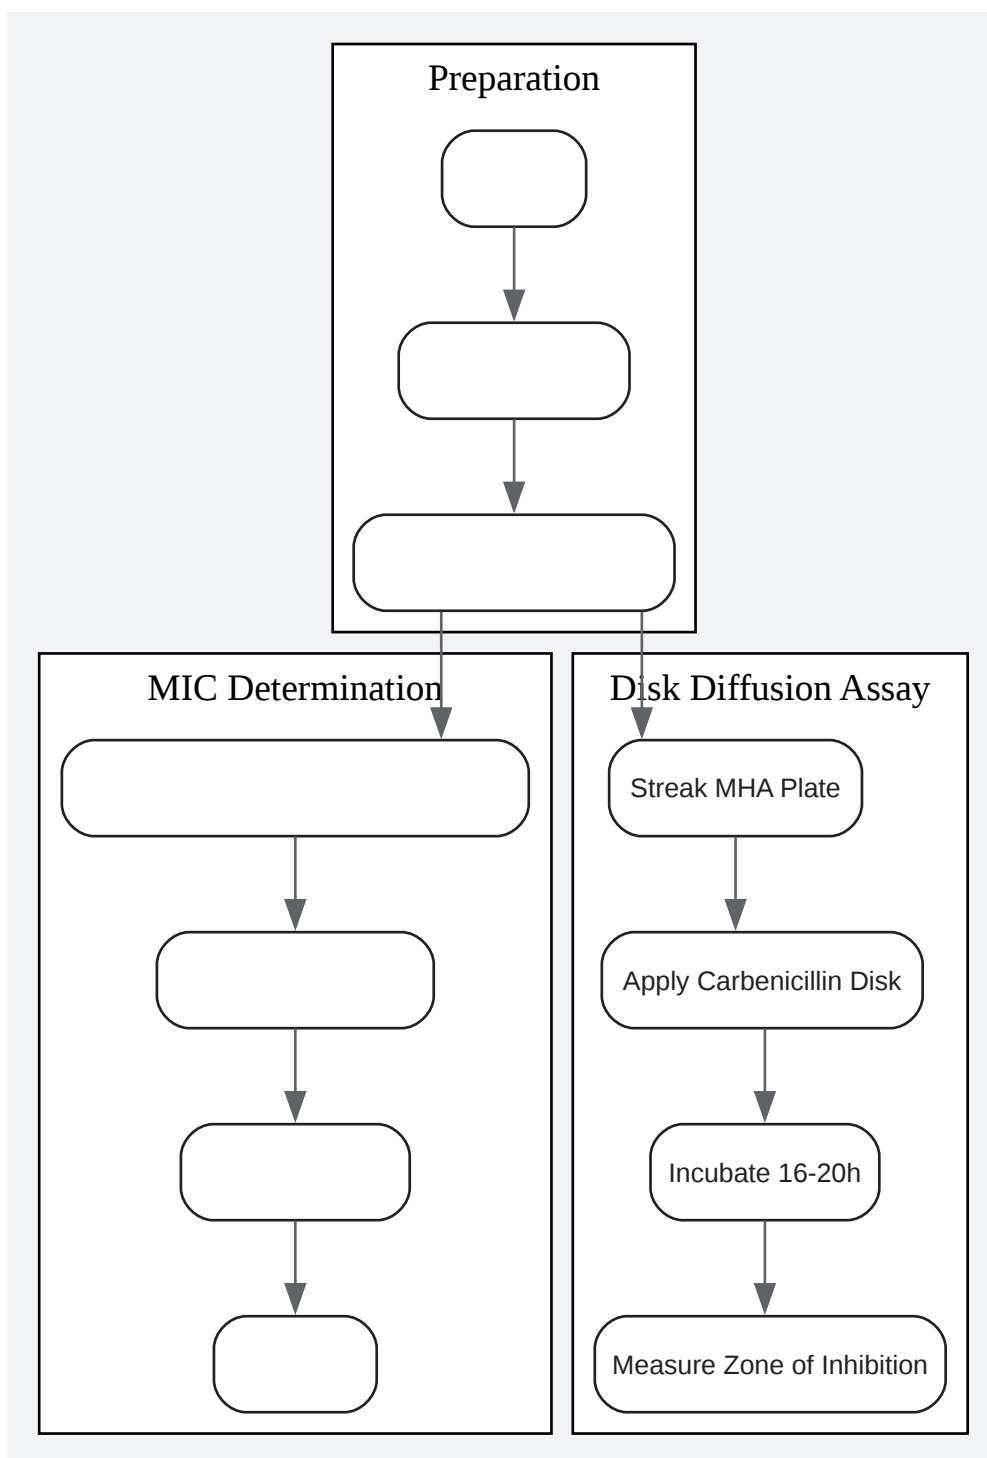 Preparation
MIC Determination
Disk Diffusion Assay
Streak MHA Plate
Apply Carbenicillin Disk
Incubate 16-20h
Measure Zone of Inhibition